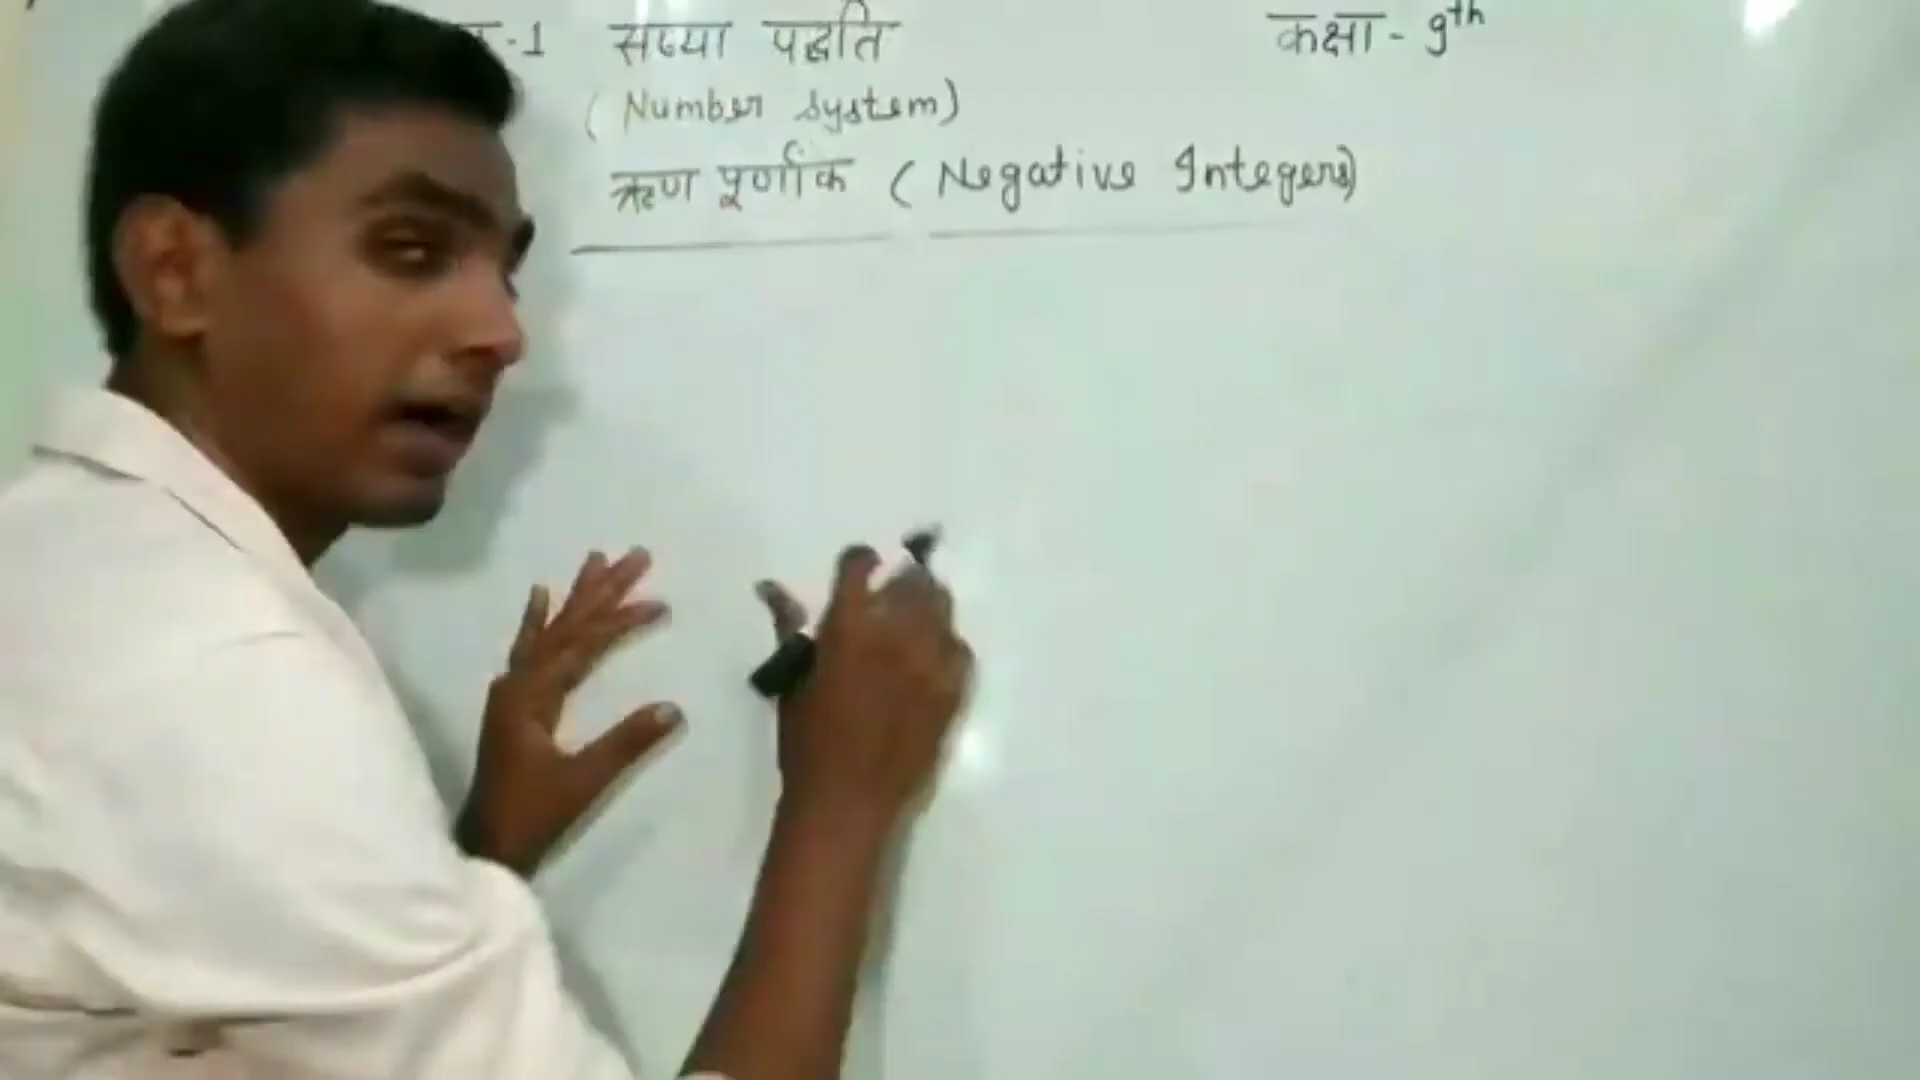 -1 संख्या पद्धति कक्षा - 9th
(Number System)
ऋण पूर्णांक (Negative Integers)